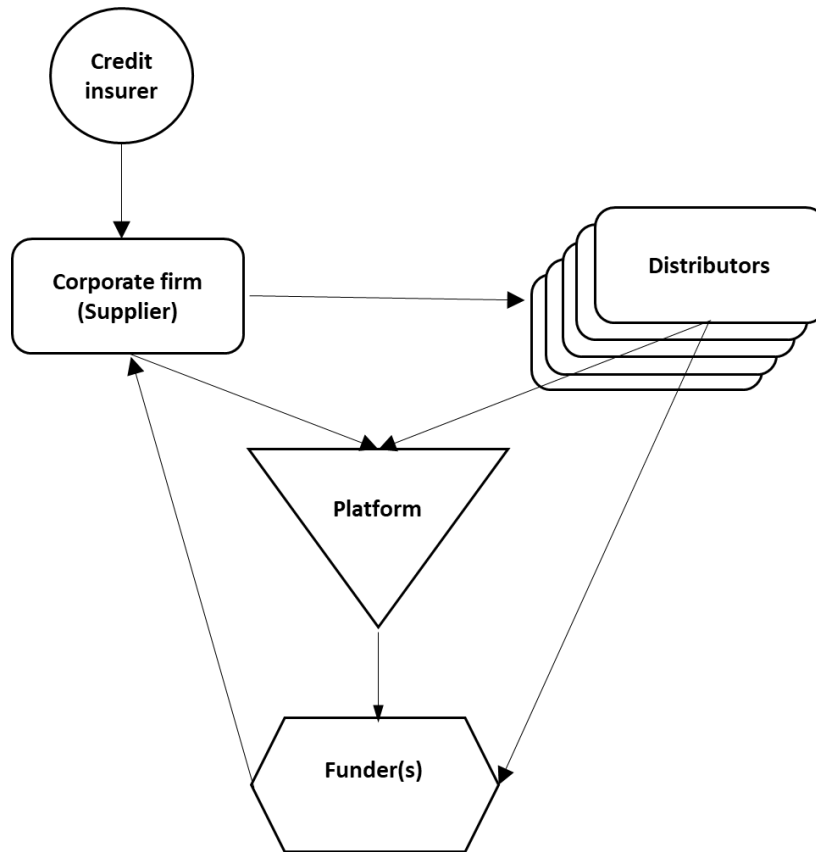 Credit
insurer
Corporate firm
(Supplier)
Distributors
Platform
Funder(s)